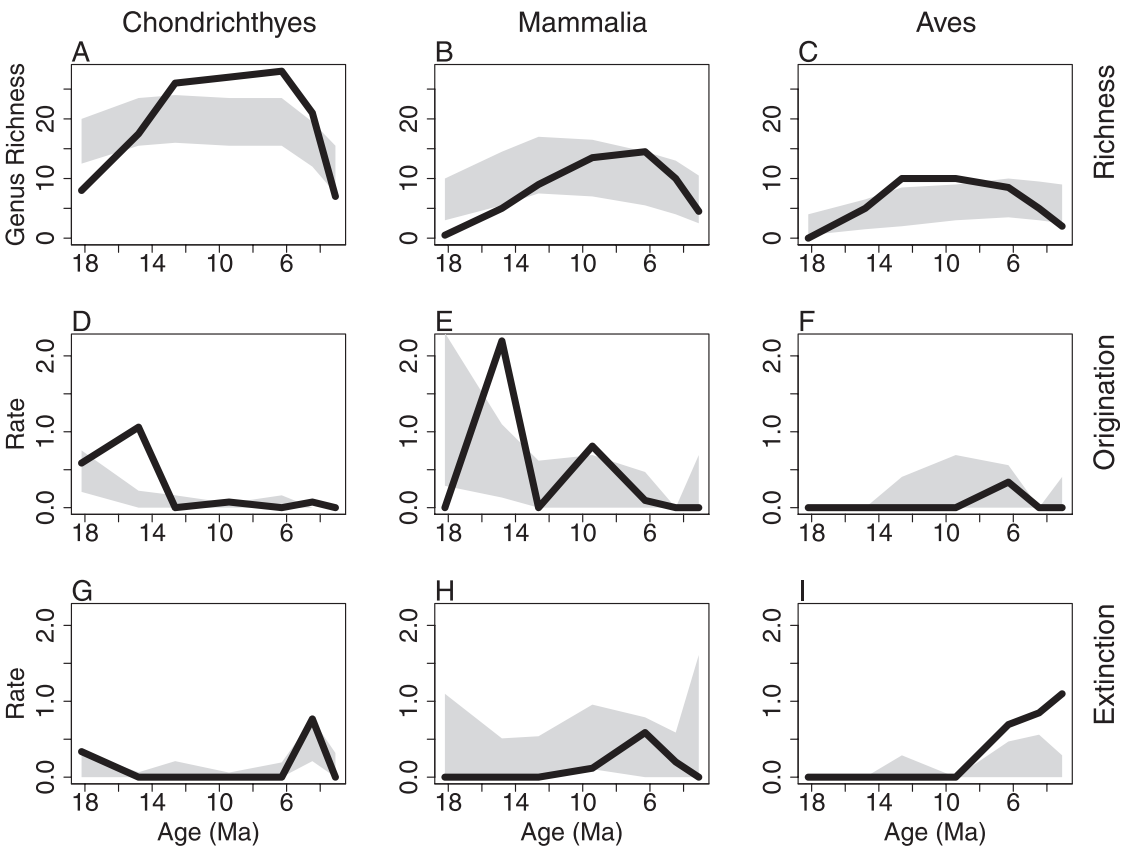 Chondrichthyes Mammalia Aves
A B C
Genus Richness
0 10 20
0 10 20
0 10 20
Richness
18 14 10 6
18 14 10 6
18 14 10 6
D E F
Rate
0.0 1.0 2.0
0.0 1.0 2.0
0.0 1.0 2.0
Origination
18 14 10 6
18 14 10 6
18 14 10 6
G H I
Rate
0.0 1.0 2.0
0.0 1.0 2.0
0.0 1.0 2.0
Extinction
18 14 10 6
18 14 10 6
18 14 10 6
Age (Ma) Age (Ma) Age (Ma)